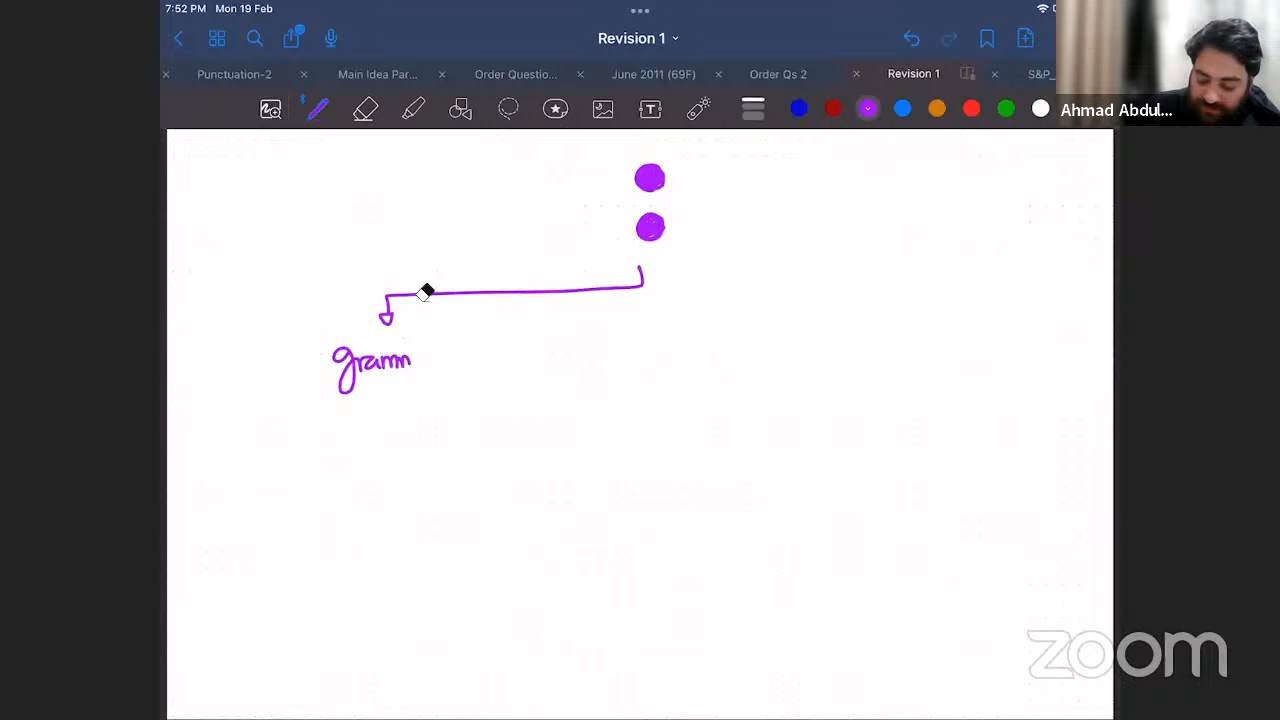 7:52 PM Mon 19 Feb
Revision 1
Punctuation-2
Main Idea Par...
Order Questio...
June 2011 (69F)
Order Qs 2
Revision 1
S&P_
T
Ahmad Abdul...
gramm
zoom